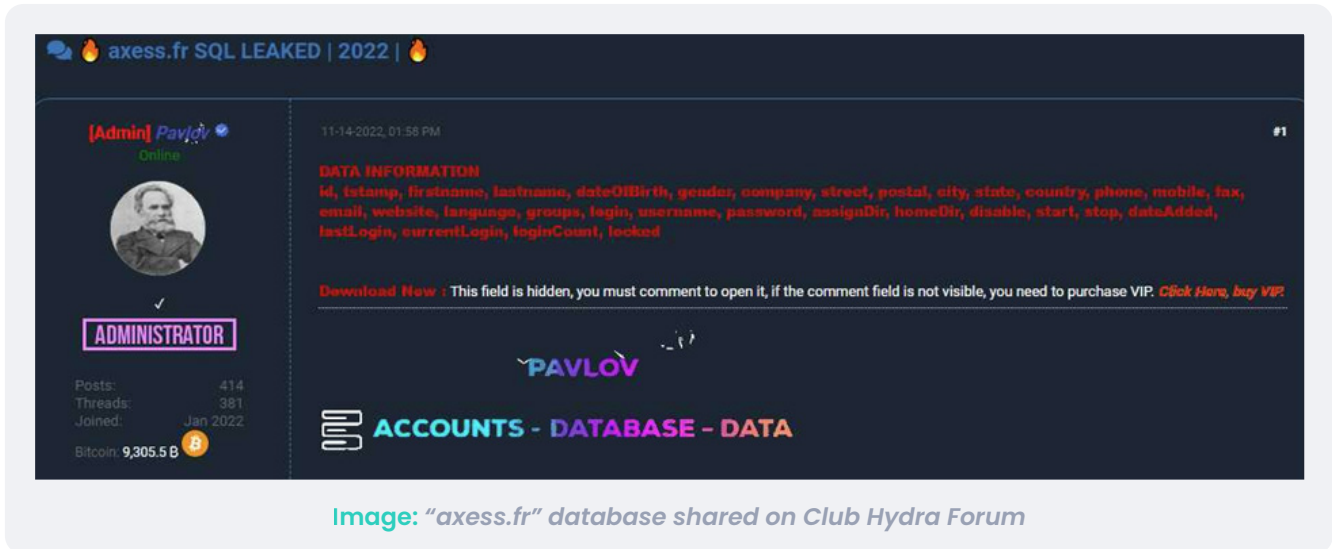 axess.fr SQL LEAKED | 2022 |
[Admin] Pavlov
Online
ADMINISTRATOR
Posts: 414
Threads: 381
Joined: Jan 2022
Bitcoin: 9,305.5 B
11-14-2022, 01:58 PM
#1
DATA INFORMATION
id, tstamp, firstname, lastname, dateOfBirth, gender, company, street, postal, city, state, country, phone, mobile, fax,
email, website, language, groups, login, username, password, assignDir, homeDir, disable, start, stop, dateAdded,
lastLogin, currentLogin, loginCount, locked
Download Now : This field is hidden, you must comment to open it, if the comment field is not visible, you need to purchase VIP. Click Here, buy VIP.
PAVLOV
ACCOUNTS - DATABASE - DATA
Image: "axess.fr" database shared on Club Hydra Forum